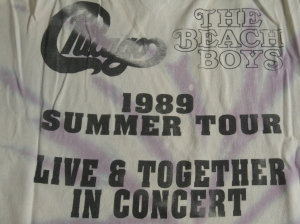 Chicago
THE
BEACH
BOYS
1989
SUMMER TOUR
LIVE & TOGETHER
IN CONCERT